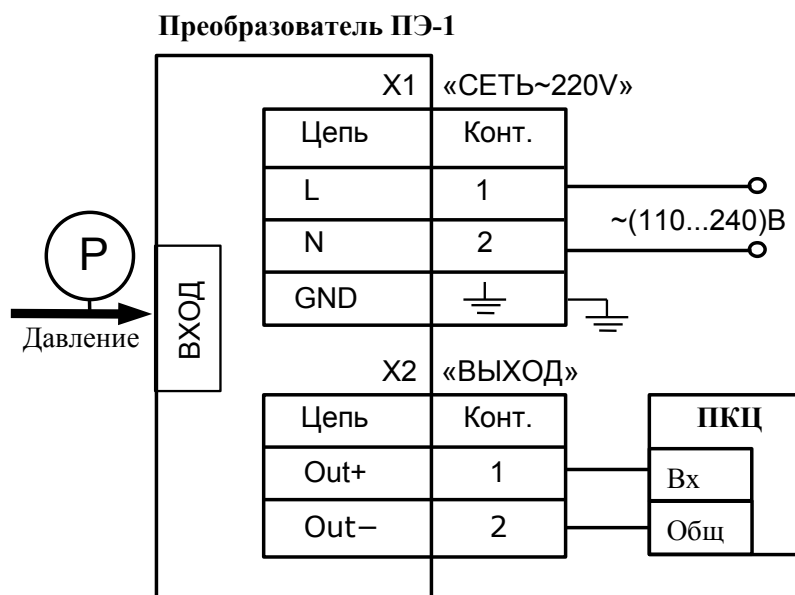 Преобразователь ПЭ-1
X1 «СЕТЬ~220V»
Цепь Конт.
L 1
N 2
~(110...240)В
GND
P
ВХОД
Давление
X2 «ВЫХОД»
Цепь Конт.
Out+ 1
Out− 2
ПКЦ
Вх
Общ